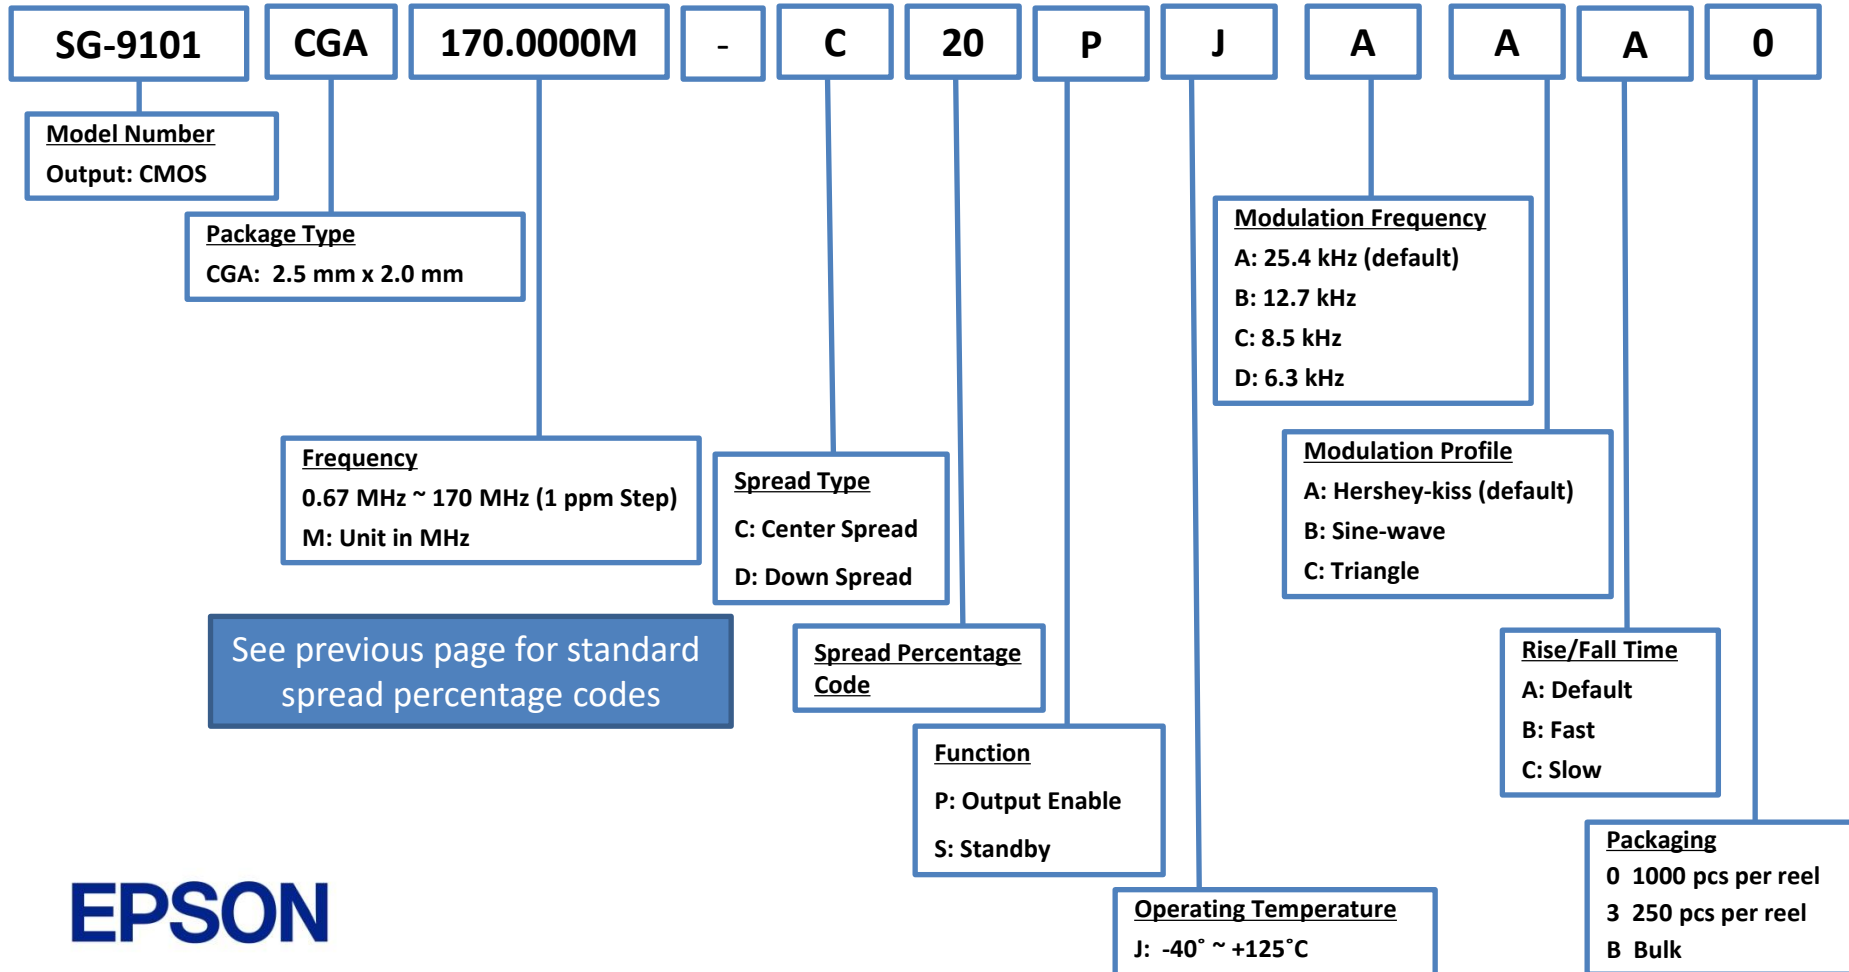 SG-9101 CGA 170.0000M - C 20 P J A A A 0
Model Number
Output: CMOS
Package Type
CGA: 2.5 mm x 2.0 mm
Modulation Frequency
A: 25.4 kHz (default)
B: 12.7 kHz
C: 8.5 kHz
D: 6.3 kHz
Frequency
0.67 MHz ~ 170 MHz (1 ppm Step)
M: Unit in MHz
Spread Type
C: Center Spread
D: Down Spread
Modulation Profile
A: Hershey-kiss (default)
B: Sine-wave
C: Triangle
See previous page for standard
spread percentage codes
Spread Percentage
Code
Rise/Fall Time
A: Default
B: Fast
C: Slow
Function
P: Output Enable
S: Standby
Packaging
0 1000 pcs per reel
3 250 pcs per reel
B Bulk
Operating Temperature
J: -40˚ ~ +125˚C
EPSON